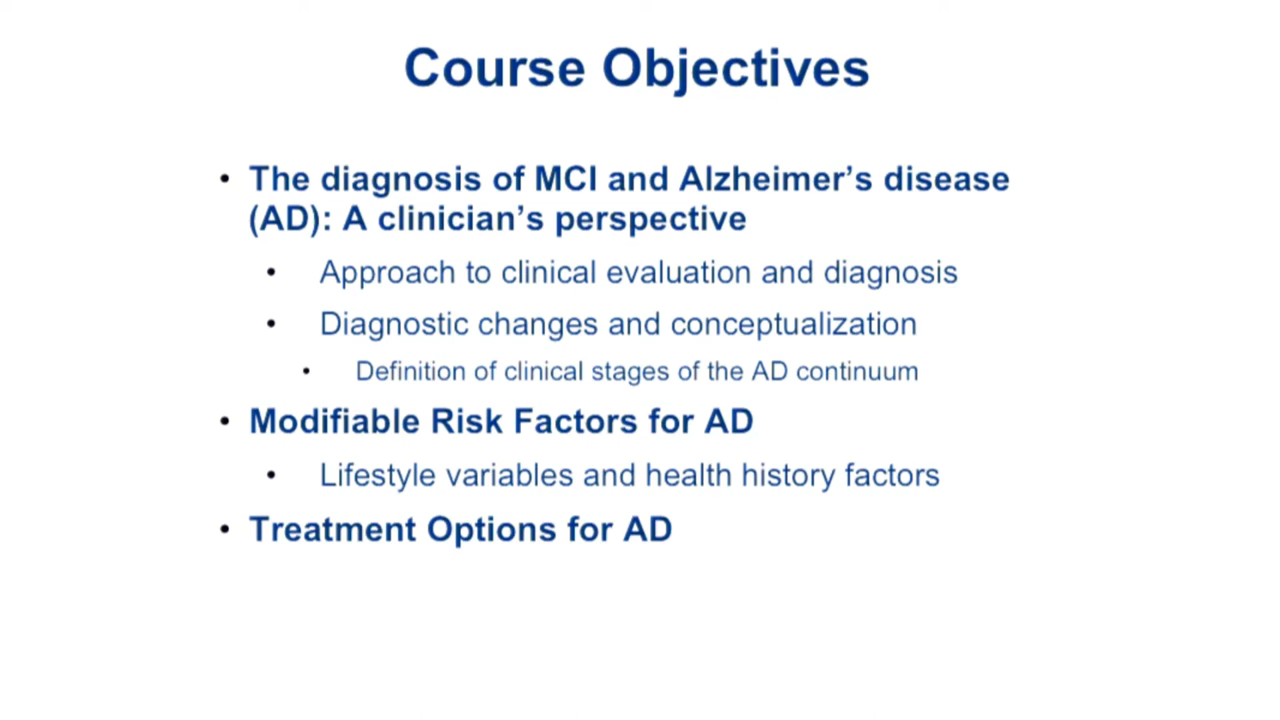 Course Objectives
• The diagnosis of MCI and Alzheimer's disease
(AD): A clinician's perspective
• Approach to clinical evaluation and diagnosis
• Diagnostic changes and conceptualization
• Definition of clinical stages of the AD continuum
• Modifiable Risk Factors for AD
• Lifestyle variables and health history factors
• Treatment Options for AD